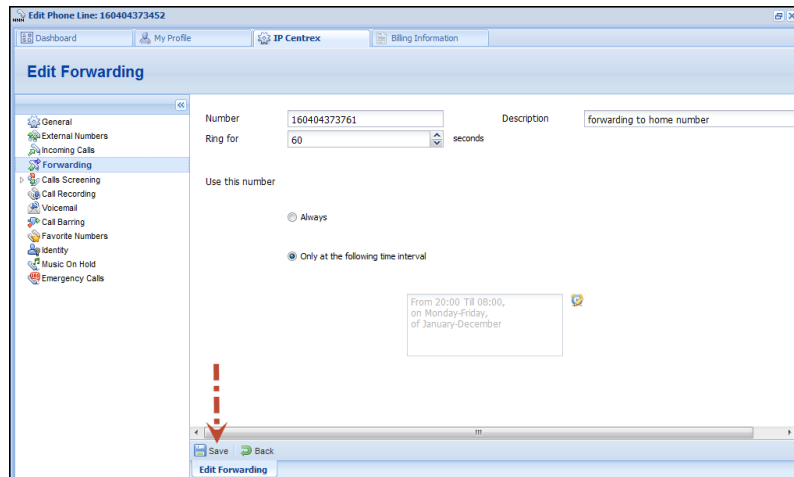 Edit Phone Line: 160404373452
Dashboard My Profile IP Centrex Billing Information
Edit Forwarding
General
External Numbers
Incoming Calls
Forwarding
Calls Screening
Call Recording
Voicemail
Call Barring
Favorite Numbers
Identity
Music On Hold
Emergency Calls
Number 160404373761 Description forwarding to home number
Ring for 60 seconds
Use this number
Always
Only at the following time interval
From 20:00 Till 08:00,
on Monday-Friday,
of January-December
Save Back
Edit Forwarding